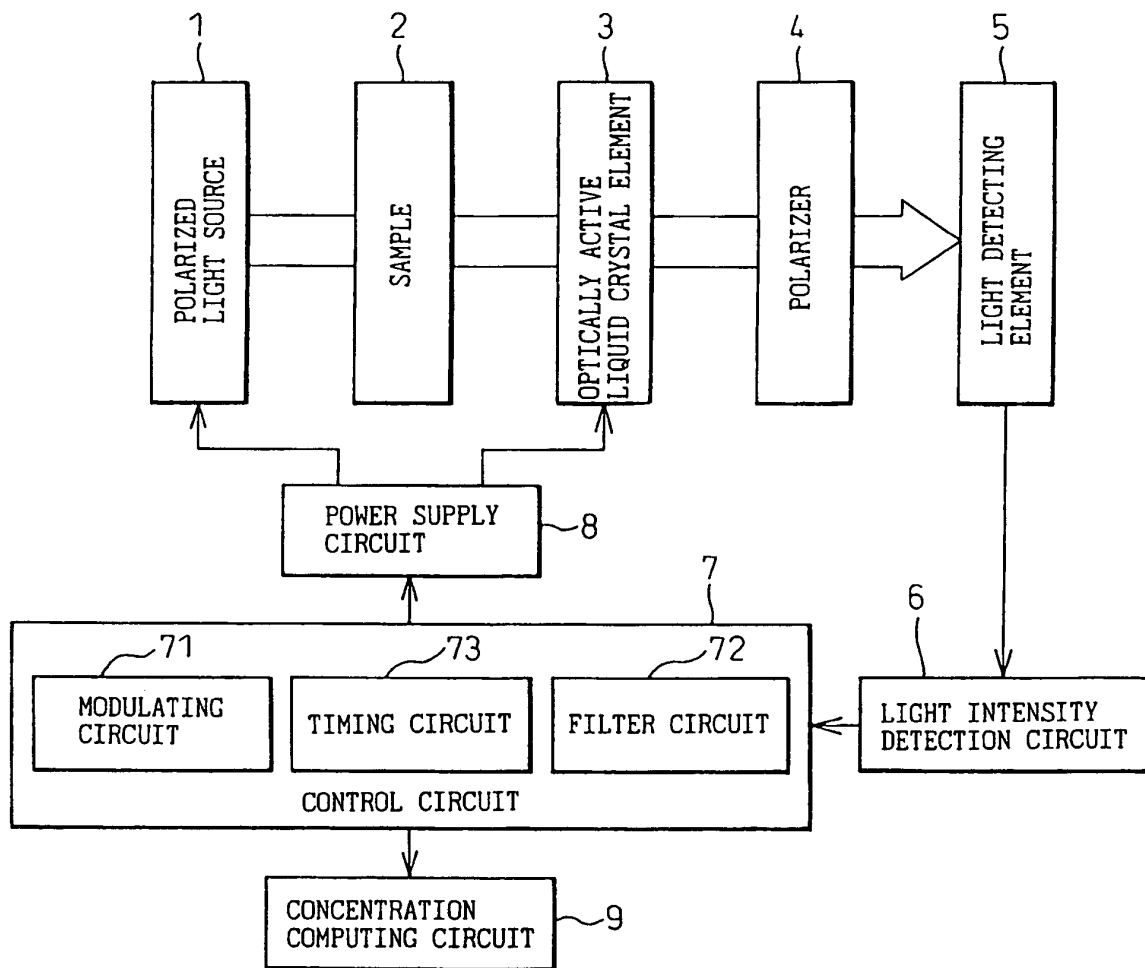 1
2
3
4
5
POLARIZED
LIGHT SOURCE
SAMPLE
OPTICALLY ACTIVE
LIQUID CRYSTAL ELEMENT
POLARIZER
LIGHT DETECTING
ELEMENT
POWER SUPPLY
CIRCUIT
8
7
6
71
73
72
MODULATING
CIRCUIT
TIMING CIRCUIT
FILTER CIRCUIT
LIGHT INTENSITY
DETECTION CIRCUIT
CONTROL CIRCUIT
CONCENTRATION
COMPUTING CIRCUIT
9